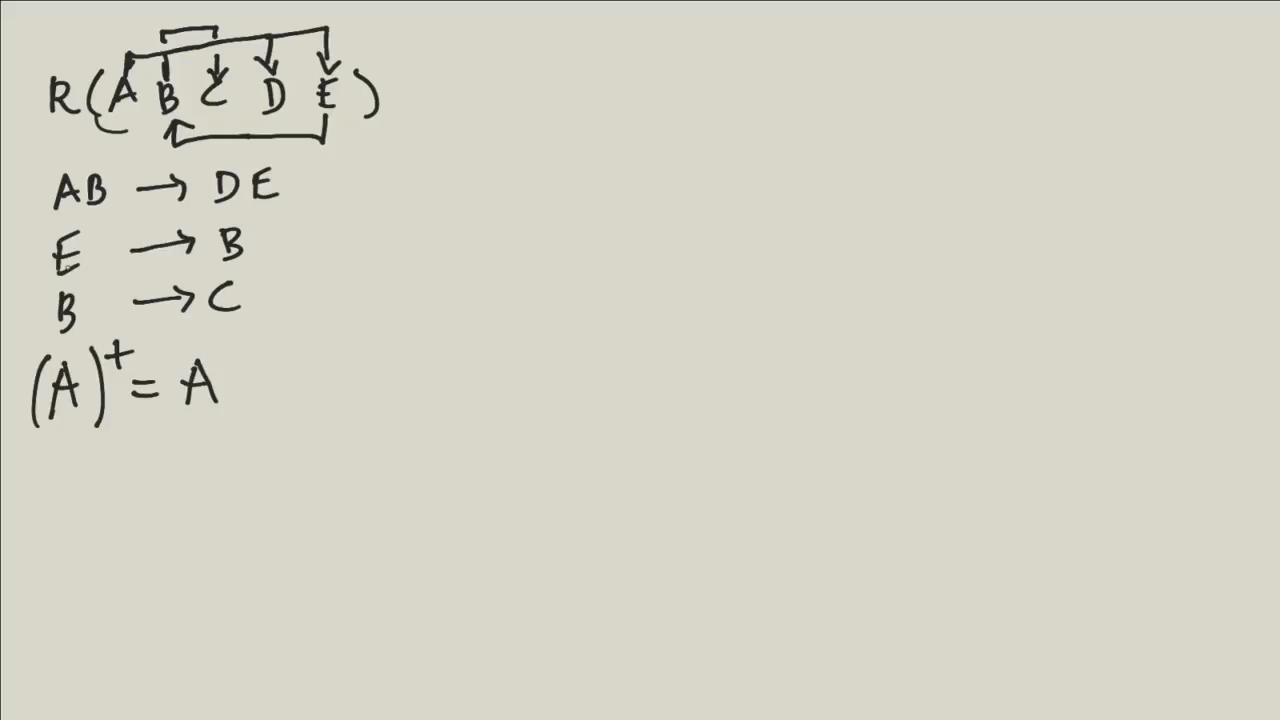 R(A B C D E)
AB → DE
E → B
B → C
(A)⁺ = A